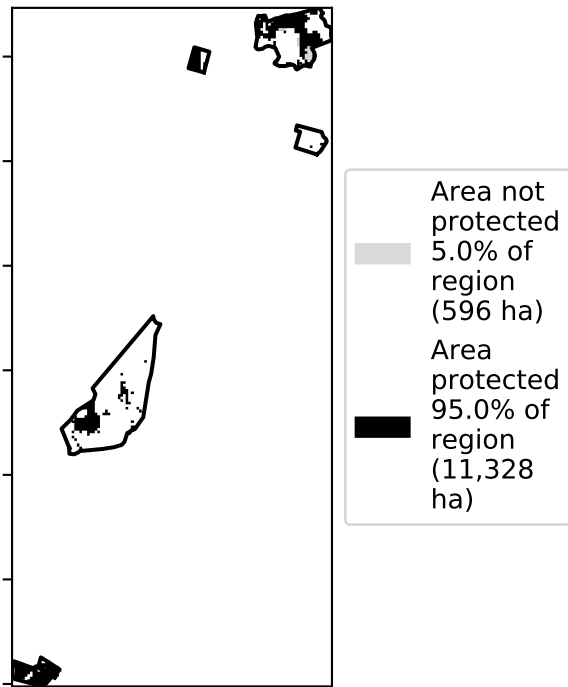 Area not
protected
5.0% of
region
(596 ha)
Area
protected
95.0% of
region
(11,328
ha)